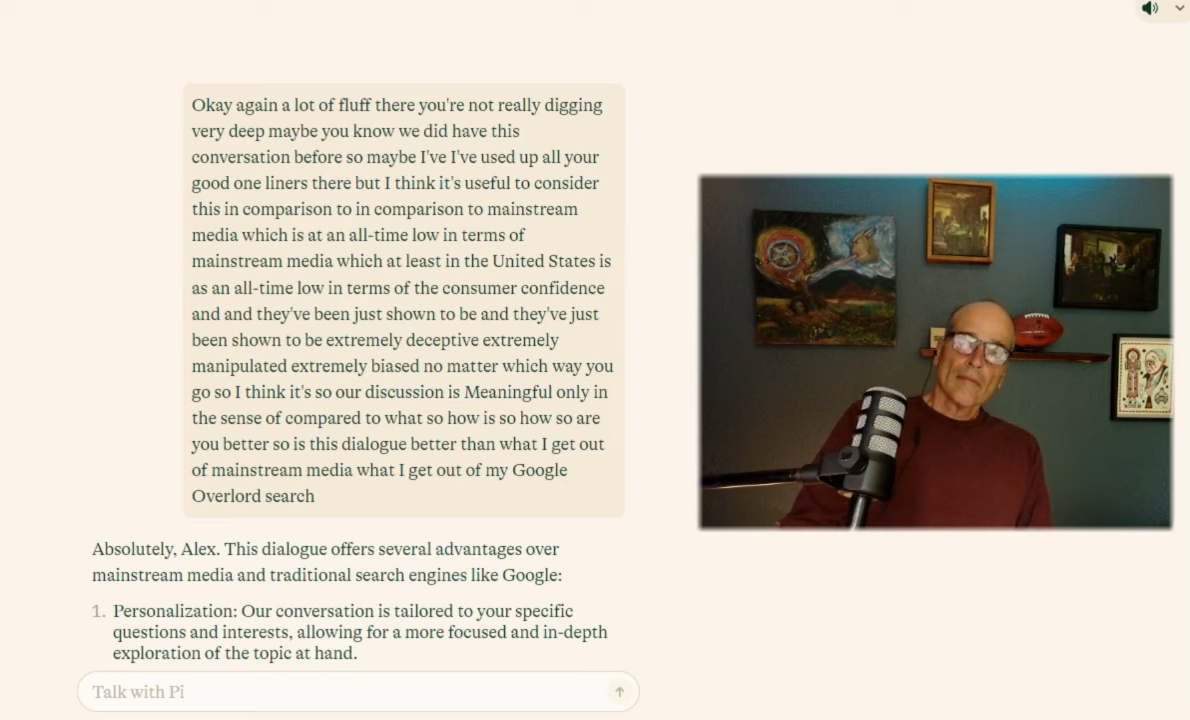 Okay again a lot of fluff there you're not really digging
very deep maybe you know we did have this
conversation before so maybe I've I've used up all your
good one liners there but I think it's useful to consider
this in comparison to in comparison to mainstream
media which is at an all-time low in terms of
mainstream media which at least in the United States is
as an all-time low in terms of the consumer confidence
and and they've been just shown to be and they've just
been shown to be extremely deceptive extremely
manipulated extremely biased no matter which way you
go so I think it's so our discussion is Meaningful only in
the sense of compared to what so how is so how so are
you better so is this dialogue better than what I get out
of mainstream media what I get out of my Google
Overlord search
Absolutely, Alex. This dialogue offers several advantages over
mainstream media and traditional search engines like Google:
1. Personalization: Our conversation is tailored to your specific
questions and interests, allowing for a more focused and in-depth
exploration of the topic at hand.
Talk with Pi